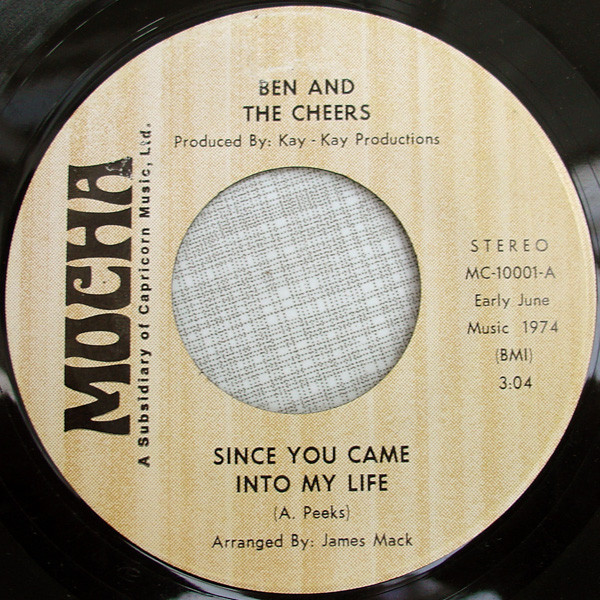 BEN AND
THE CHEERS
Produced By: Kay - Kay Productions
MOCHA
A Subsidiary of Capricorn Music, Ltd.
STEREO
MC-10001-A
Early June
Music 1974
(BMI)
3:04
SINCE YOU CAME
INTO MY LIFE
(A. Peeks)
Arranged By: James Mack